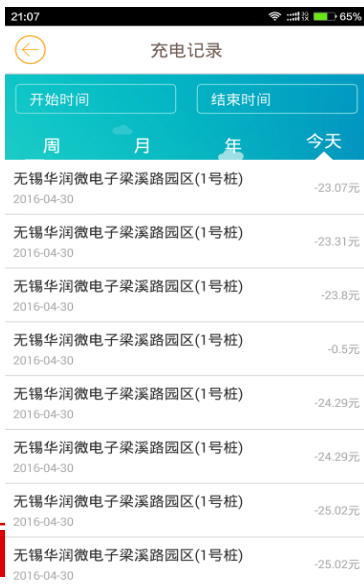 21:07
65%
充电记录
开始时间
结束时间
周
月
年
今天
无锡华润微电子梁溪路园区(1号桩)
-23.07元
2016-04-30
无锡华润微电子梁溪路园区(1号桩)
-23.31元
2016-04-30
无锡华润微电子梁溪路园区(1号桩)
-23.8元
2016-04-30
无锡华润微电子梁溪路园区(1号桩)
-0.5元
2016-04-30
无锡华润微电子梁溪路园区(1号桩)
-24.29元
2016-04-30
无锡华润微电子梁溪路园区(1号桩)
-24.29元
2016-04-30
无锡华润微电子梁溪路园区(1号桩)
-25.02元
2016-04-30
无锡华润微电子梁溪路园区(1号桩)
-25.02元
2016-04-30